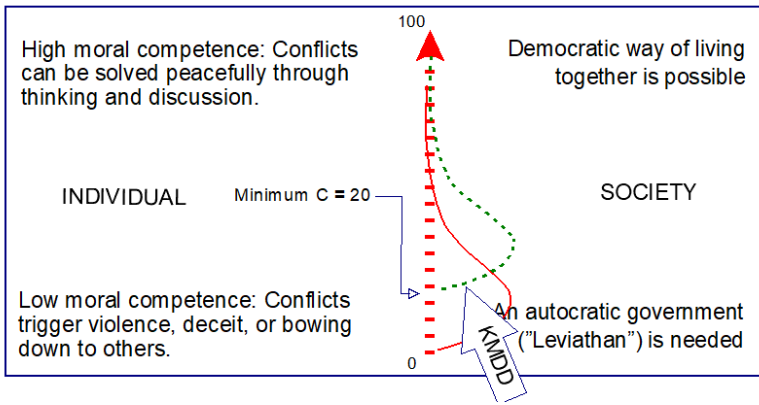 100
High moral competence: Conflicts
can be solved peacefully through
thinking and discussion.
Democratic way of living
together is possible
INDIVIDUAL
Minimum C = 20
SOCIETY
Low moral competence: Conflicts
trigger violence, deceit, or bowing
down to others.
An autocratic government
("Leviathan") is needed
0
KMDD